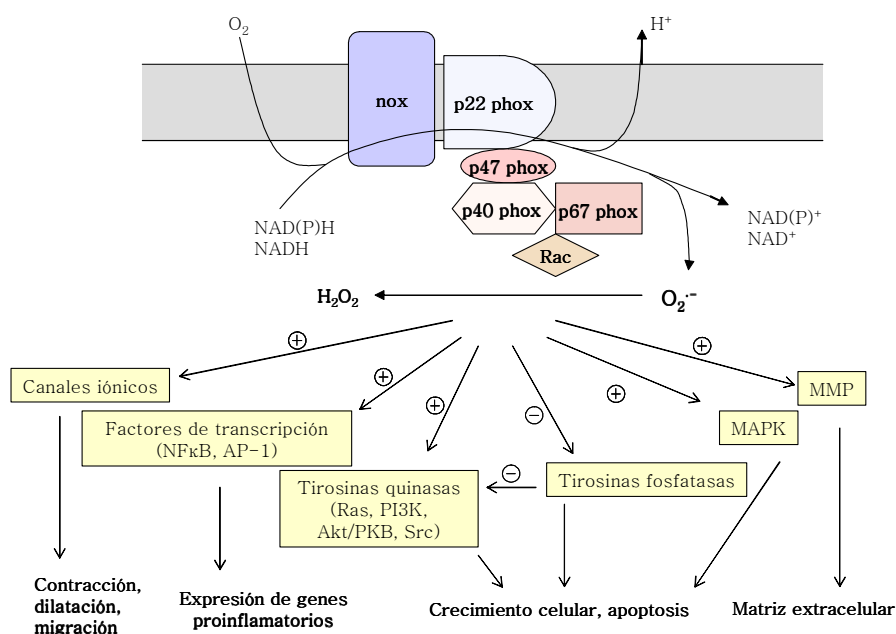 O₂
H⁺
nox
p22 phox
p47 phox
p40 phox
p67 phox
Rac
NAD(P)H
NADH
NAD(P)⁺
NAD⁺
H₂O₂
O₂·⁻
+
+
+
−
+
+
Canales iónicos
MMP
Factores de transcripción
(NFκB, AP-1)
MAPK
Tirosinas quinasas
(Ras, PI3K,
Akt/PKB, Src)
−
Tirosinas fosfatasas
Contracción,
dilatación,
migración
Expresión de genes
proinflamatorios
Crecimiento celular, apoptosis
Matriz extracelular